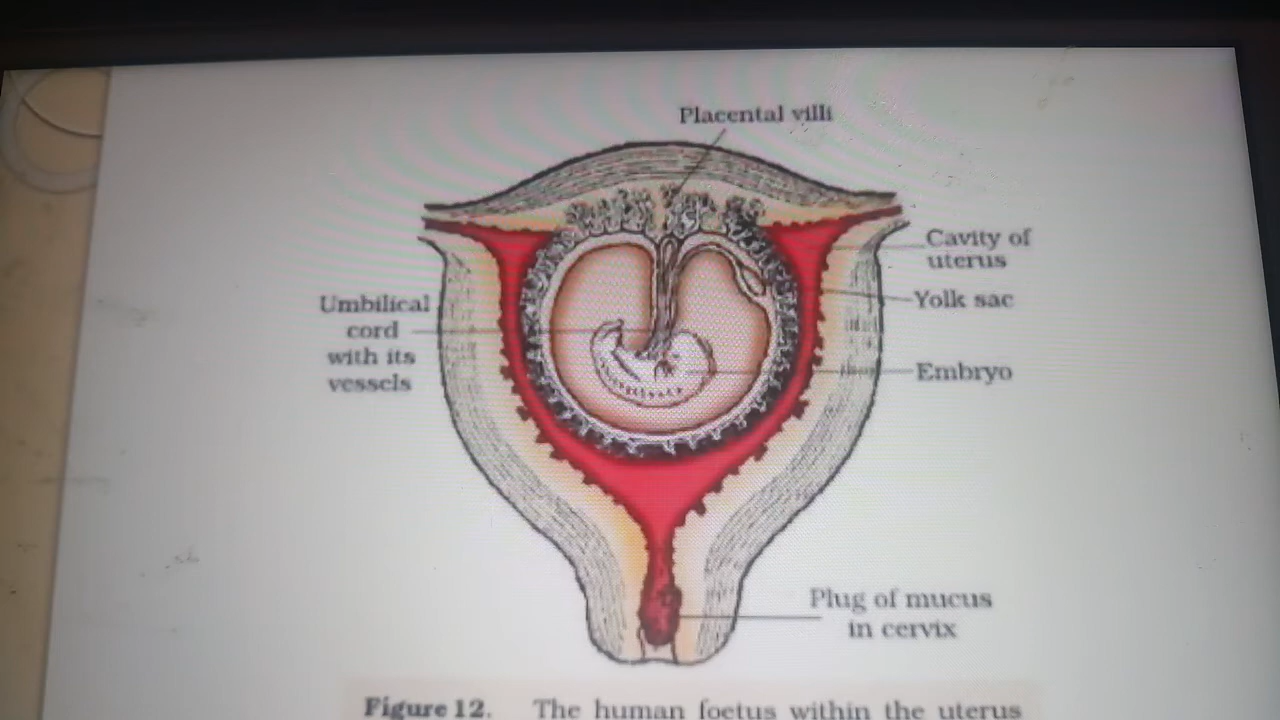 Placental villi
Cavity of
uterus
Yolk sac
Umbilical
cord
with its
vessels
Embryo
Plug of mucus
in cervix
Figure 12. The human foetus within the uterus